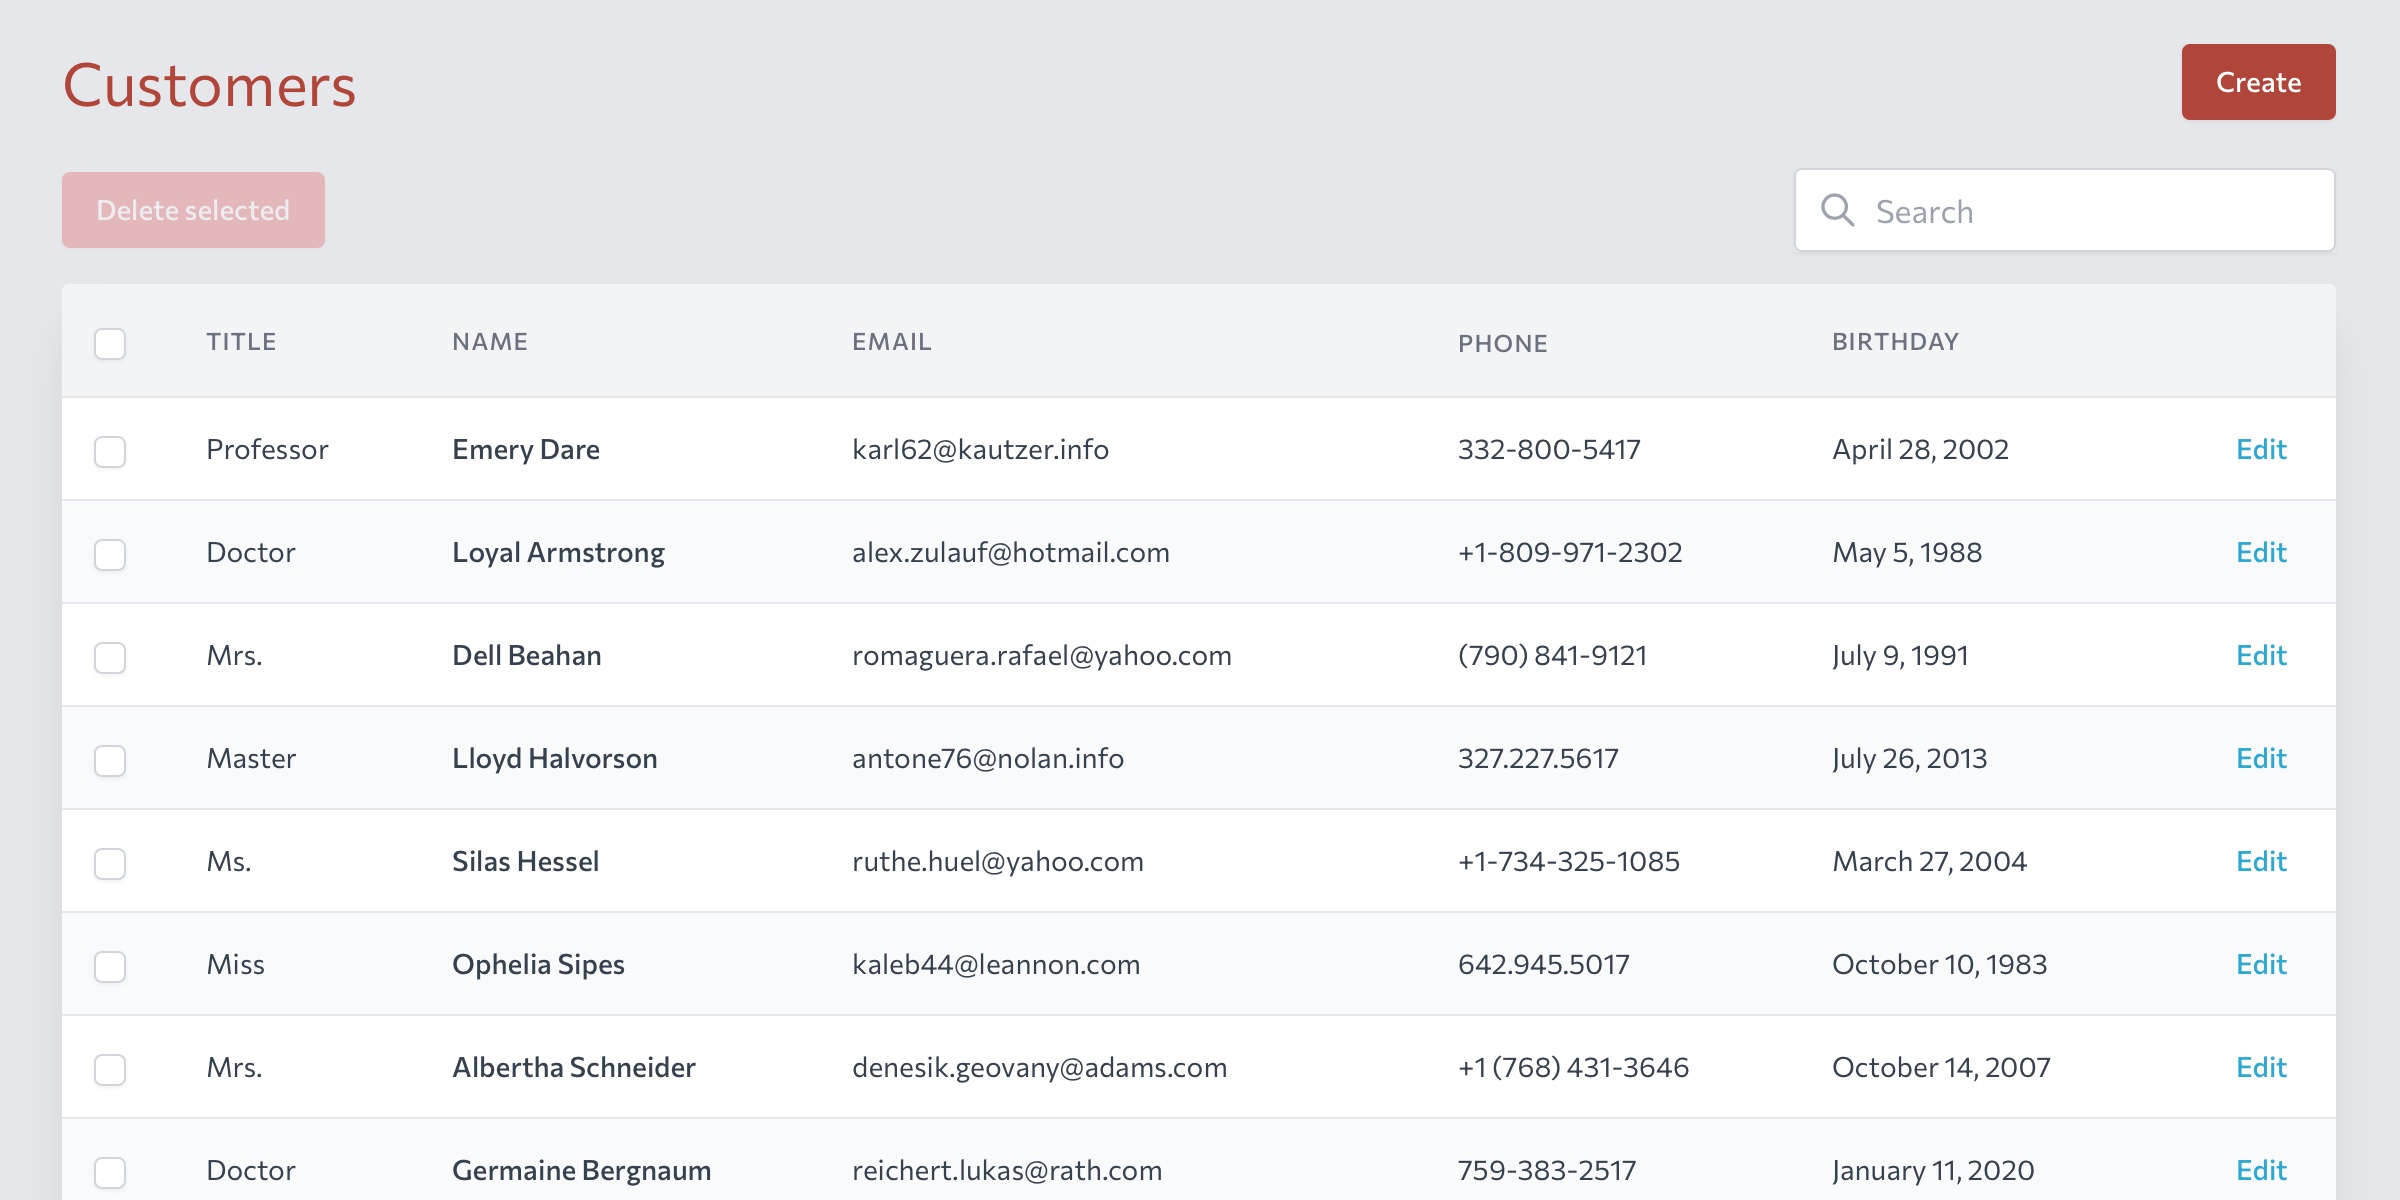 Customers
Create
Delete selected
Search
TITLE NAME EMAIL PHONE BIRTHDAY
Professor Emery Dare karl62@kautzer.info 332-800-5417 April 28, 2002 Edit
Doctor Loyal Armstrong alex.zulauf@hotmail.com +1-809-971-2302 May 5, 1988 Edit
Mrs. Dell Beahan romaguera.rafael@yahoo.com (790) 841-9121 July 9, 1991 Edit
Master Lloyd Halvorson antone76@nolan.info 327.227.5617 July 26, 2013 Edit
Ms. Silas Hessel ruthe.huel@yahoo.com +1-734-325-1085 March 27, 2004 Edit
Miss Ophelia Sipes kaleb44@leannon.com 642.945.5017 October 10, 1983 Edit
Mrs. Albertha Schneider denesik.geovany@adams.com +1 (768) 431-3646 October 14, 2007 Edit
Doctor Germaine Bergnaum reichert.lukas@rath.com 759-383-2517 January 11, 2020 Edit